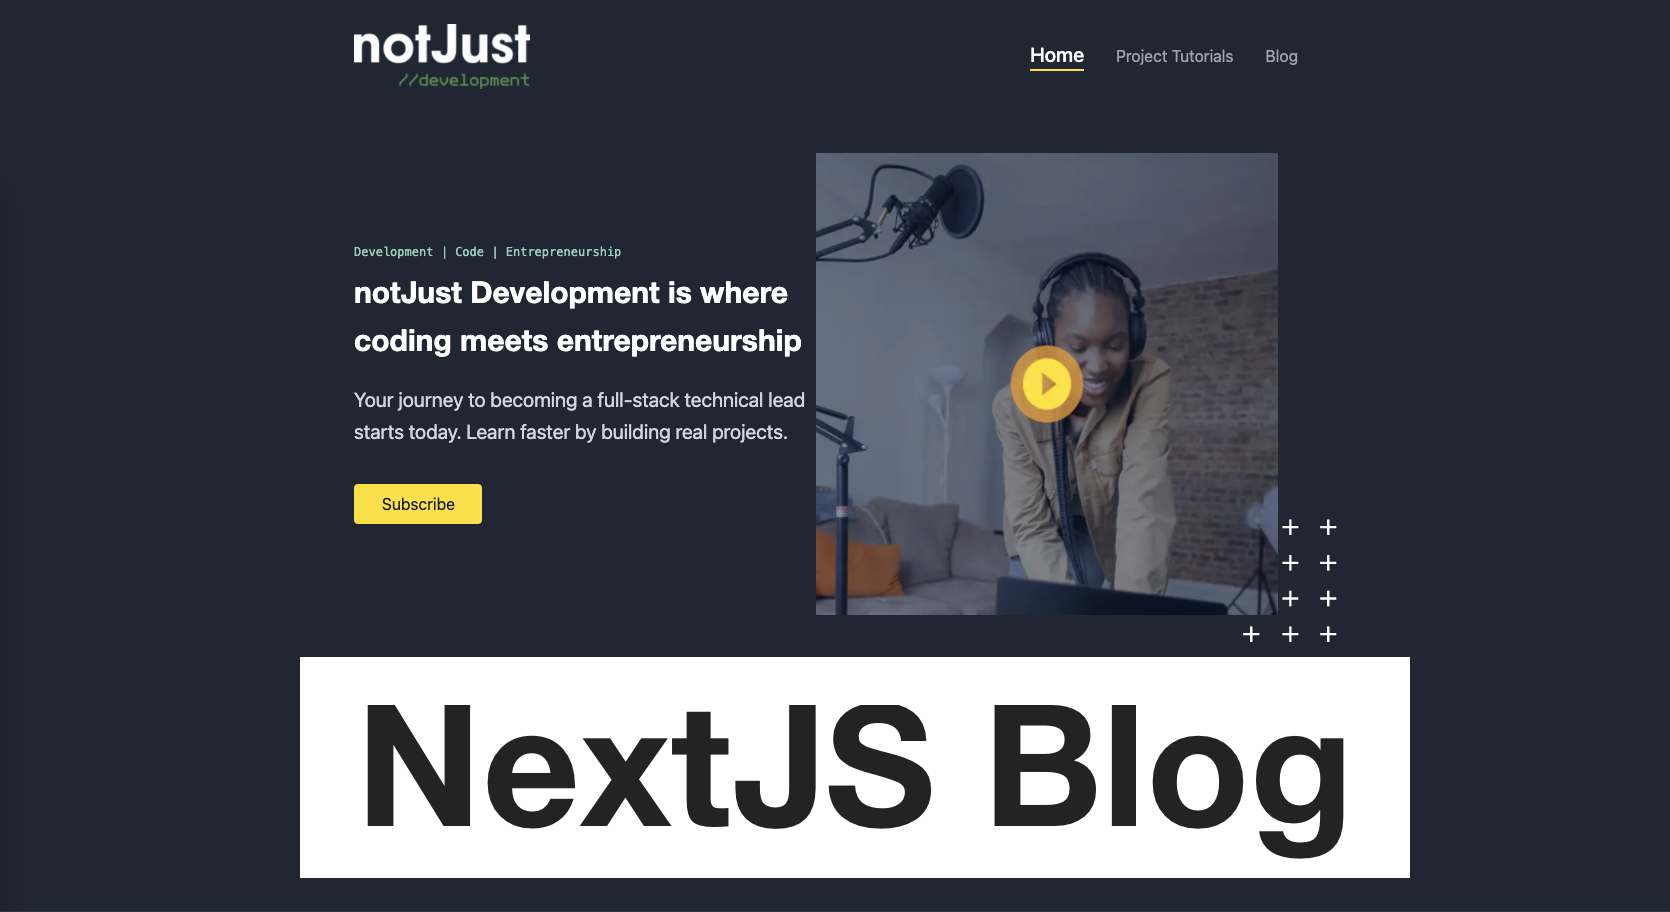 notJust
//development
Home
Project Tutorials
Blog
Development | Code | Entrepreneurship
notJust Development is where
coding meets entrepreneurship
Your journey to becoming a full-stack technical lead
starts today. Learn faster by building real projects.
Subscribe
NextJS Blog